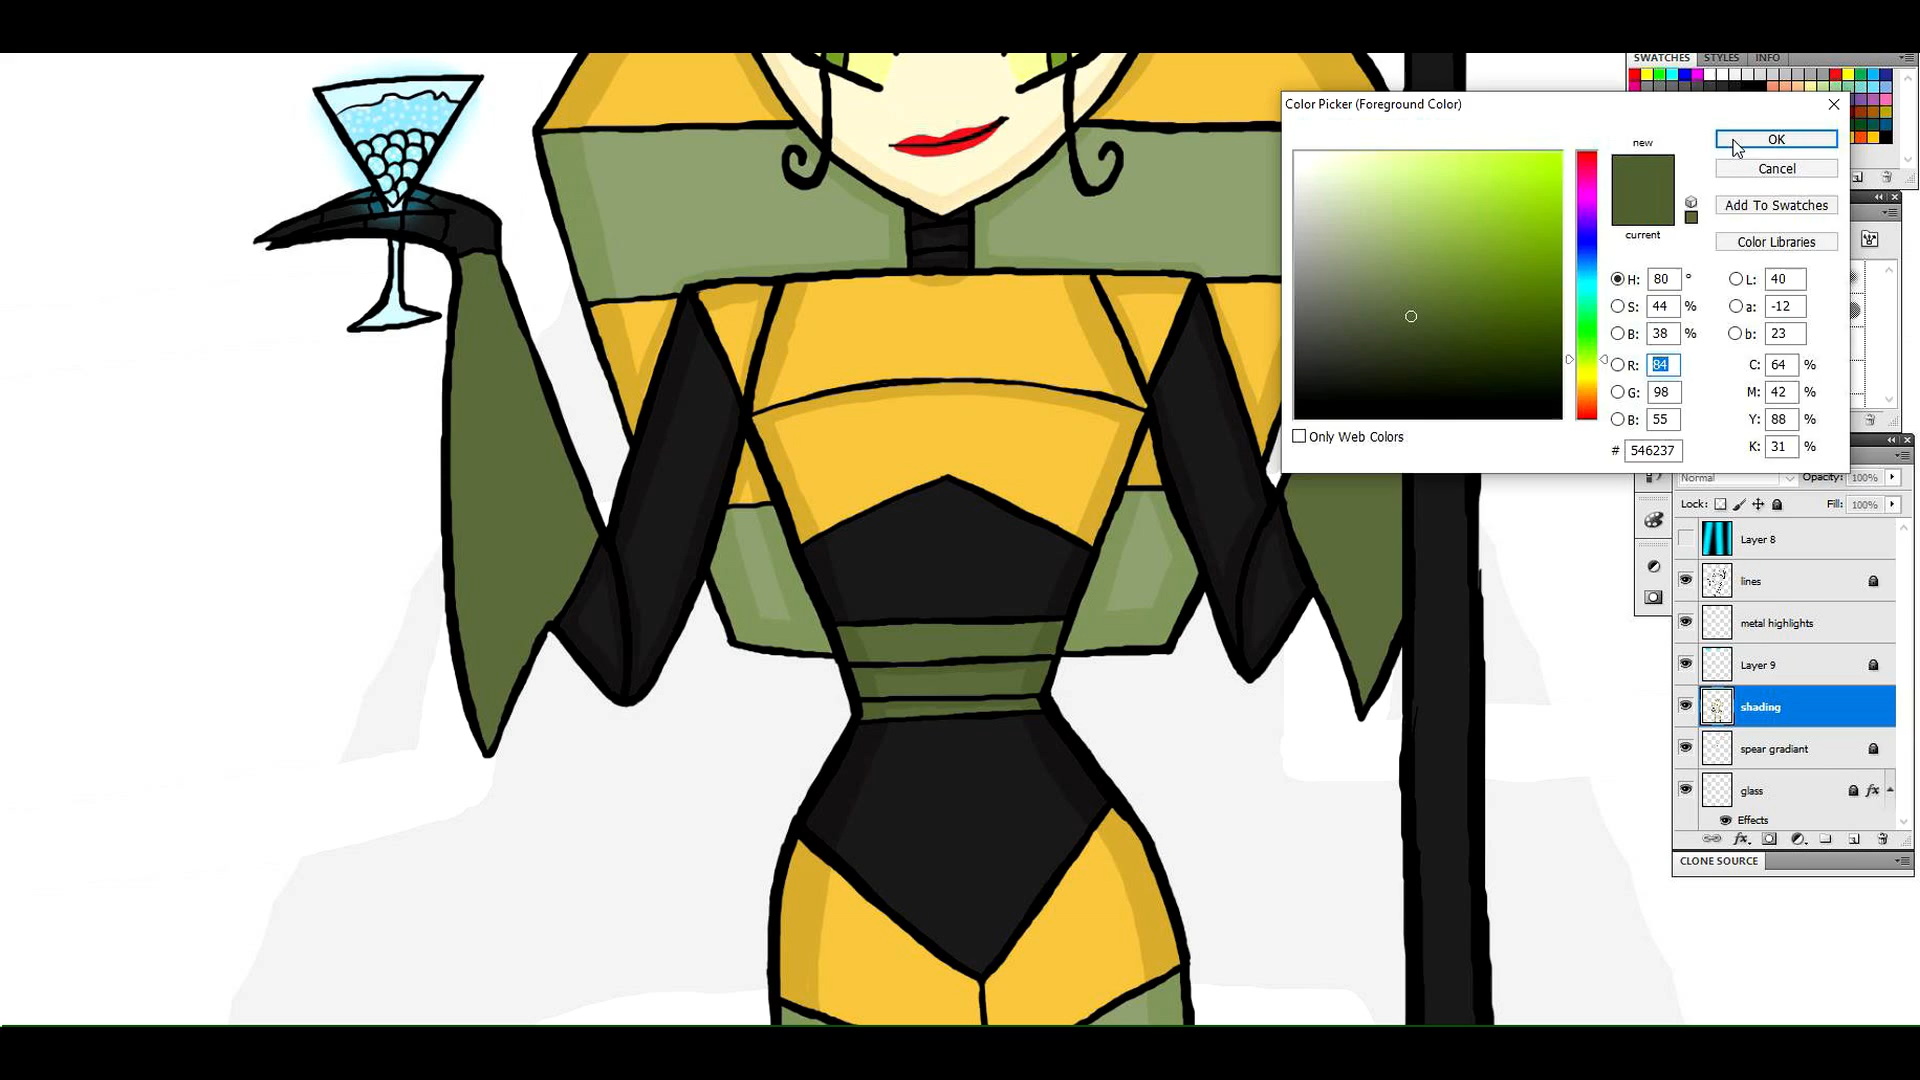 SWATCHES STYLES INFO
Color Picker (Foreground Color)
new
OK
Cancel
Add To Swatches
current
Color Libraries
H: 80 ° L: 40
S: 44 % a: -12
B: 38 % b: 23
R: 84 C: 64 %
G: 98 M: 42 %
B: 55 Y: 88 %
# 546237 K: 31 %
Only Web Colors
Normal Opacity: 100%
Lock: Fill: 100%
Layer 8
lines
metal highlights
Layer 9
shading
spear gradiant
glass fx
Effects
fx
CLONE SOURCE